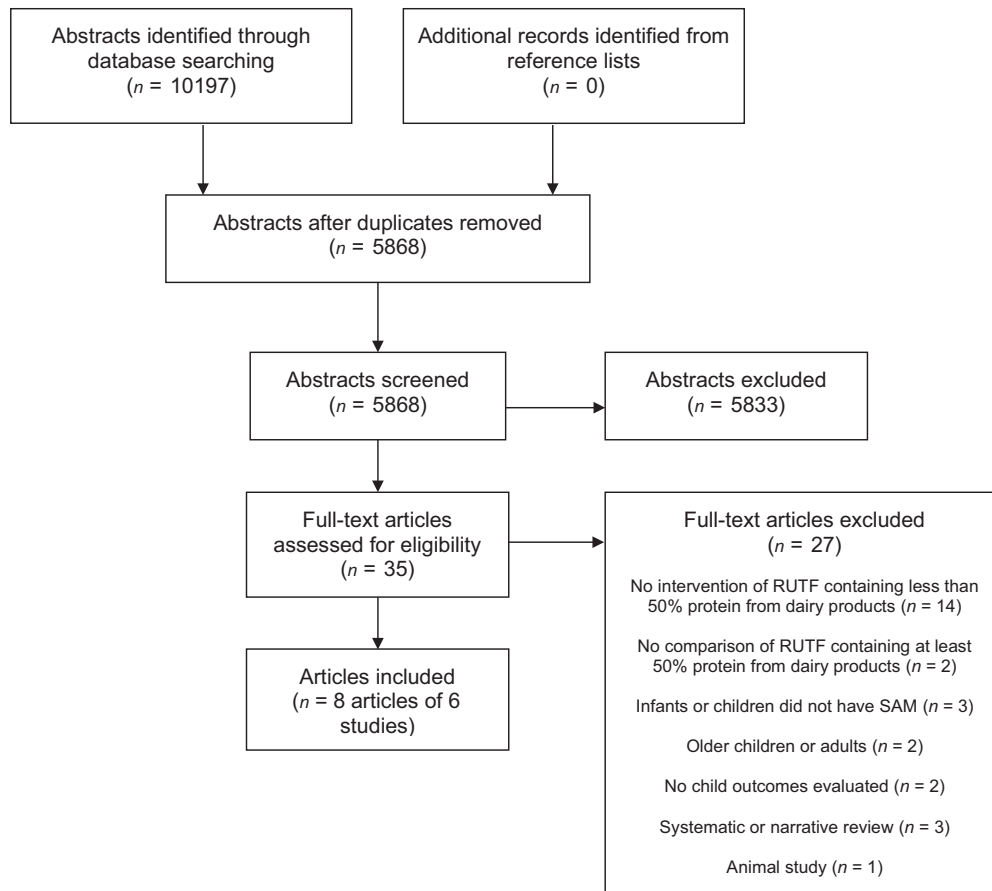 Abstracts identified through
database searching
(n = 10197)
Additional records identified from
reference lists
(n = 0)
Abstracts after duplicates removed
(n = 5868)
Abstracts screened
(n = 5868)
Abstracts excluded
(n = 5833)
Full-text articles
assessed for eligibility
(n = 35)
Full-text articles excluded
(n = 27)
No intervention of RUTF containing less than
50% protein from dairy products (n = 14)
No comparison of RUTF containing at least
50% protein from dairy products (n = 2)
Infants or children did not have SAM (n = 3)
Older children or adults (n = 2)
No child outcomes evaluated (n = 2)
Systematic or narrative review (n = 3)
Animal study (n = 1)
Articles included
(n = 8 articles of 6
studies)